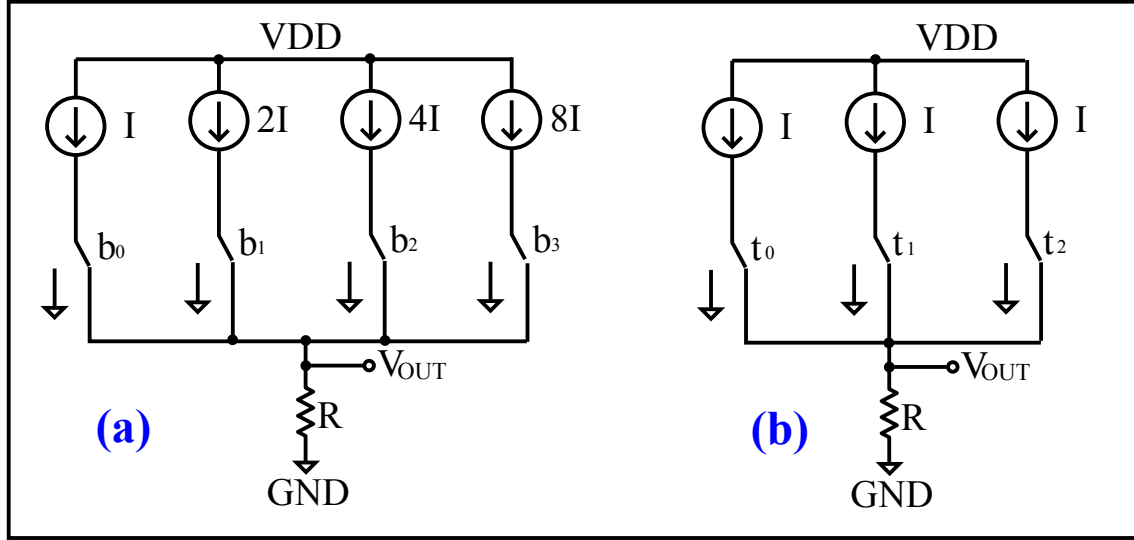 VDD
I 2I 4I 8I
b0 b1 b2 b3
VOUT
R
GND
(a)
VDD
I I I
t0 t1 t2
VOUT
R
GND
(b)